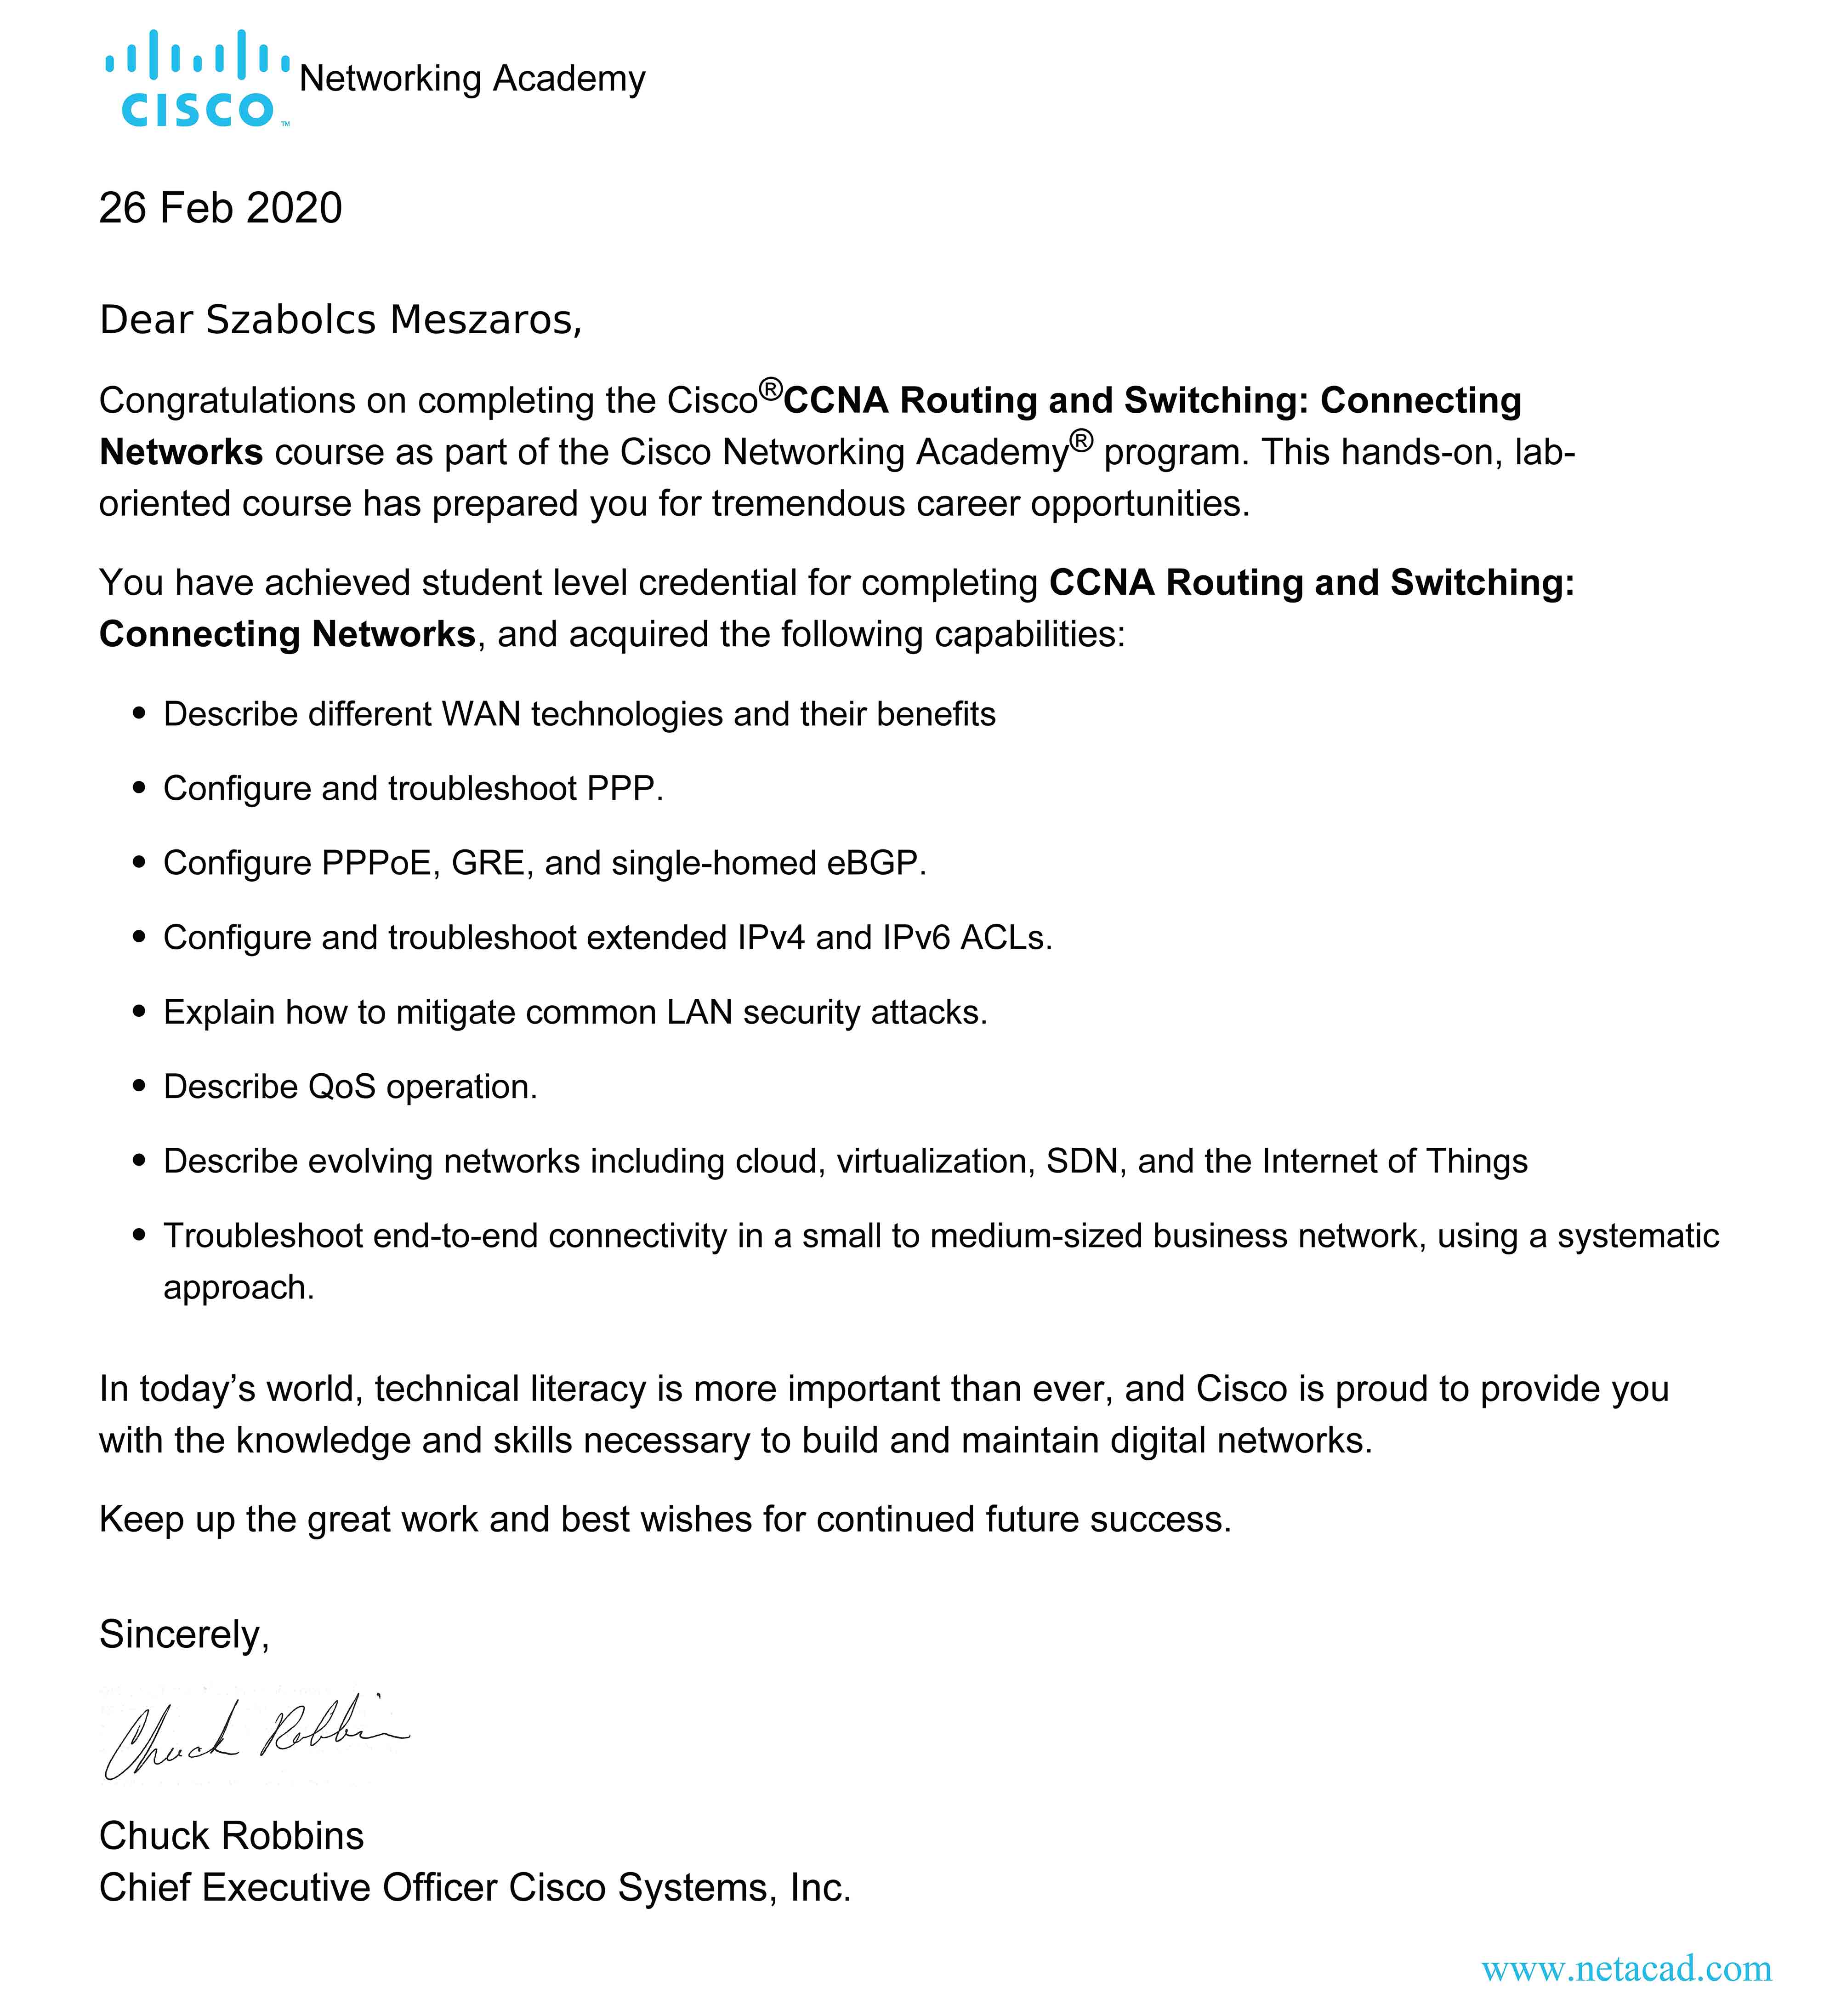 CISCO™ Networking Academy
26 Feb 2020
Dear Szabolcs Meszaros,
Congratulations on completing the Cisco®CCNA Routing and Switching: Connecting
Networks course as part of the Cisco Networking Academy® program. This hands-on, lab-
oriented course has prepared you for tremendous career opportunities.
You have achieved student level credential for completing CCNA Routing and Switching:
Connecting Networks, and acquired the following capabilities:
• Describe different WAN technologies and their benefits
• Configure and troubleshoot PPP.
• Configure PPPoE, GRE, and single-homed eBGP.
• Configure and troubleshoot extended IPv4 and IPv6 ACLs.
• Explain how to mitigate common LAN security attacks.
• Describe QoS operation.
• Describe evolving networks including cloud, virtualization, SDN, and the Internet of Things
• Troubleshoot end-to-end connectivity in a small to medium-sized business network, using a systematic
approach.
In today’s world, technical literacy is more important than ever, and Cisco is proud to provide you
with the knowledge and skills necessary to build and maintain digital networks.
Keep up the great work and best wishes for continued future success.
Sincerely,
Chuck Robbins
Chuck Robbins
Chief Executive Officer Cisco Systems, Inc.
www.netacad.com